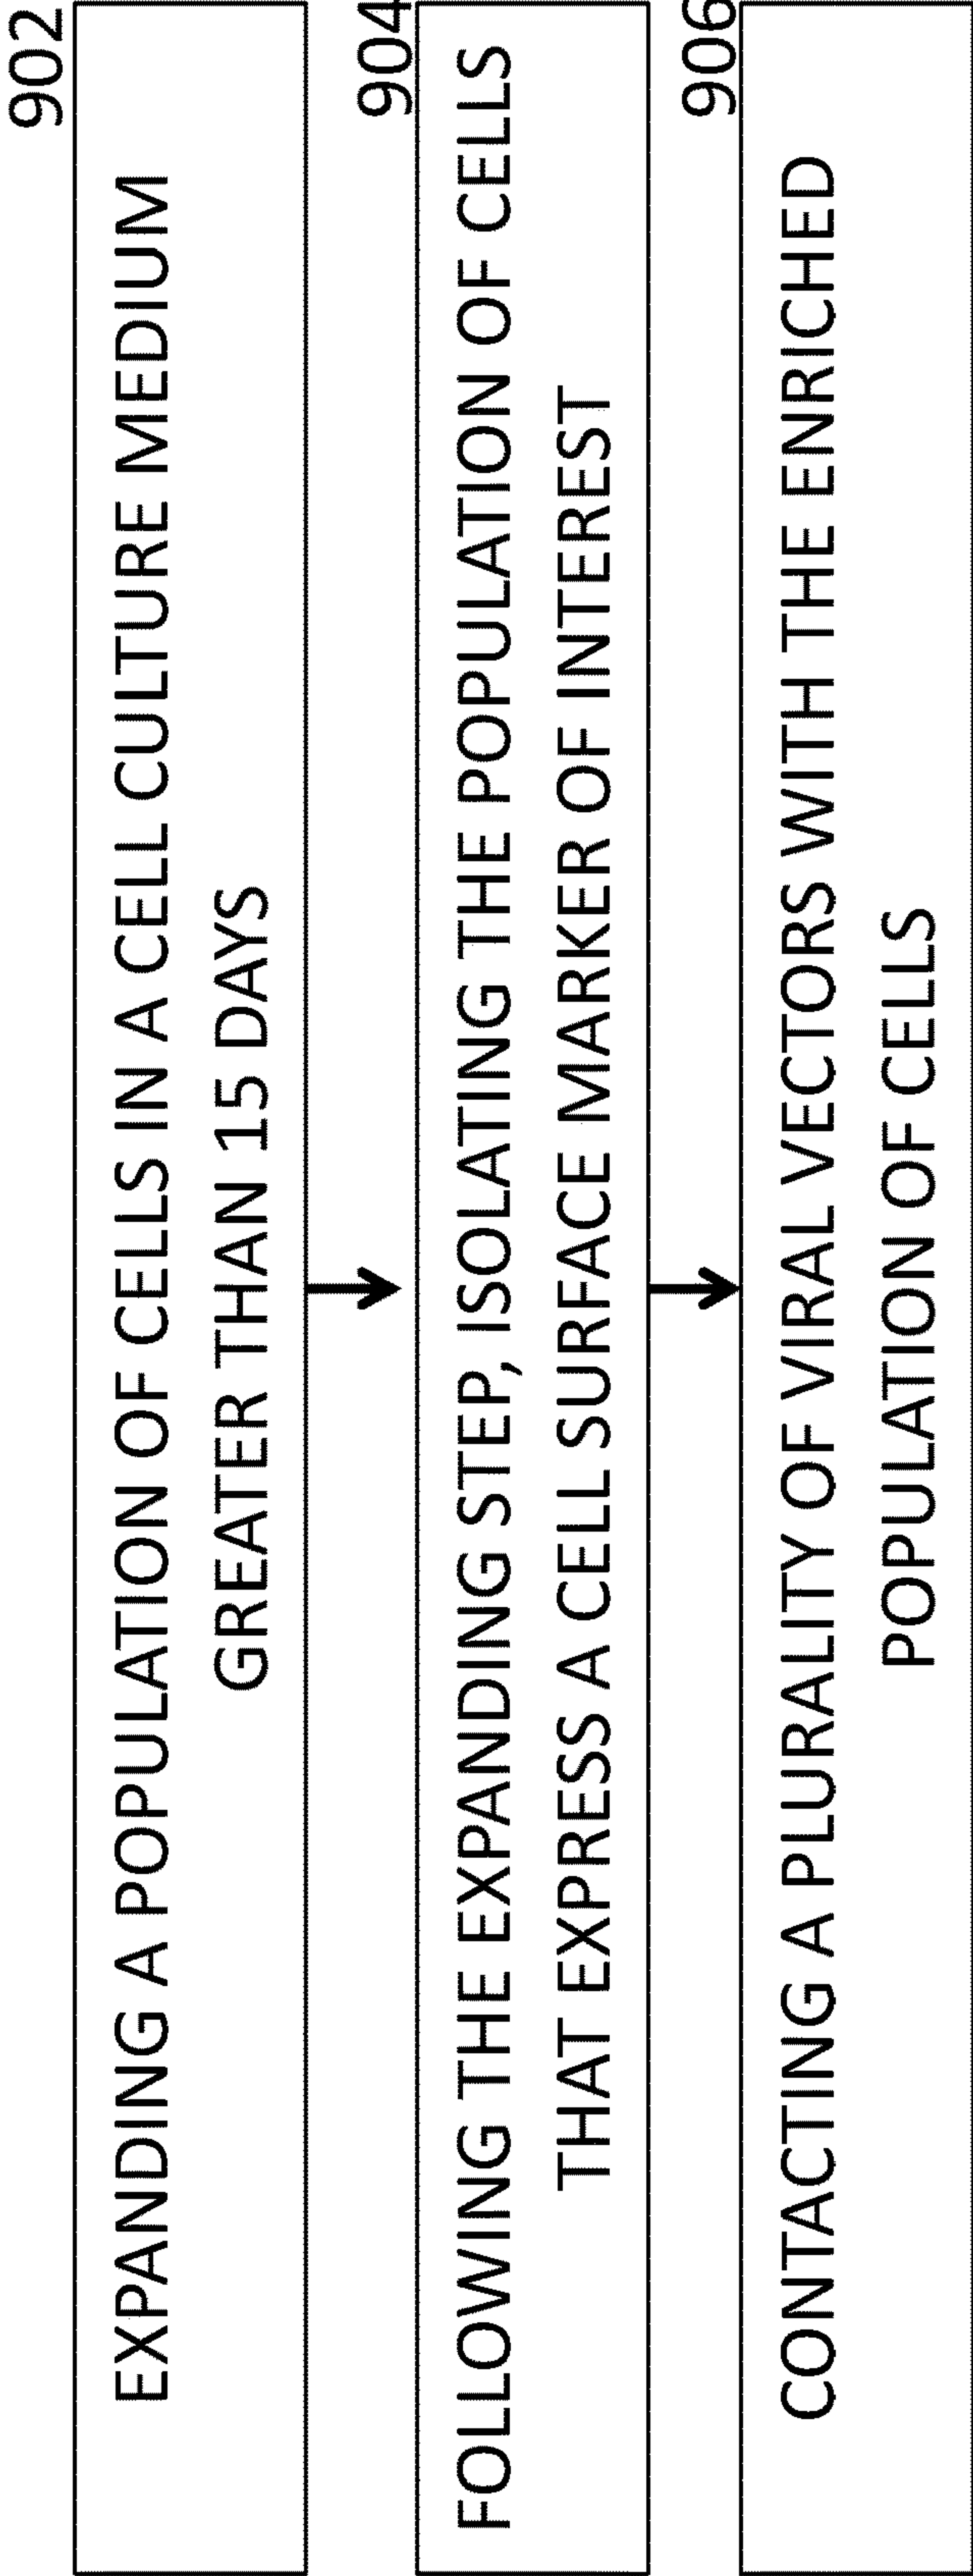 902
EXPANDING A POPULATION OF CELLS IN A CELL CULTURE MEDIUM
GREATER THAN 15 DAYS
904
FOLLOWING THE EXPANDING STEP, ISOLATING THE POPULATION OF CELLS
THAT EXPRESS A CELL SURFACE MARKER OF INTEREST
906
CONTACTING A PLURALITY OF VIRAL VECTORS WITH THE ENRICHED
POPULATION OF CELLS